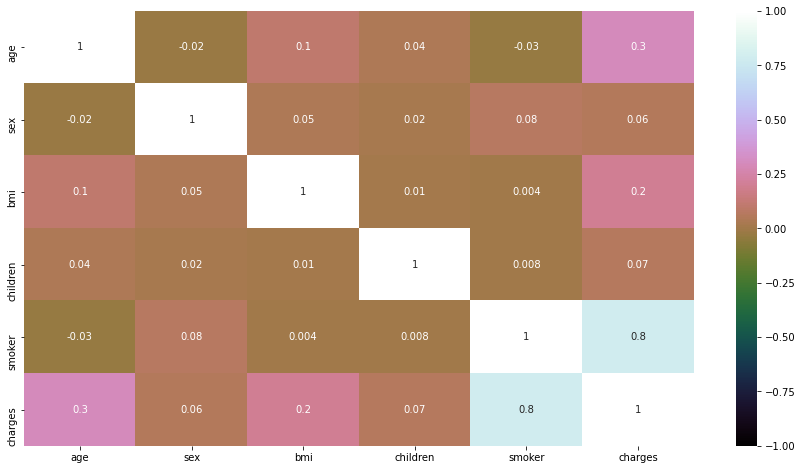 age 1 -0.02 0.1 0.04 -0.03 0.3
sex -0.02 1 0.05 0.02 0.08 0.06
bmi 0.1 0.05 1 0.01 0.004 0.2
children 0.04 0.02 0.01 1 0.008 0.07
smoker -0.03 0.08 0.004 0.008 1 0.8
charges 0.3 0.06 0.2 0.07 0.8 1
age sex bmi children smoker charges
1.00
0.75
0.50
0.25
0.00
−0.25
−0.50
−0.75
−1.00